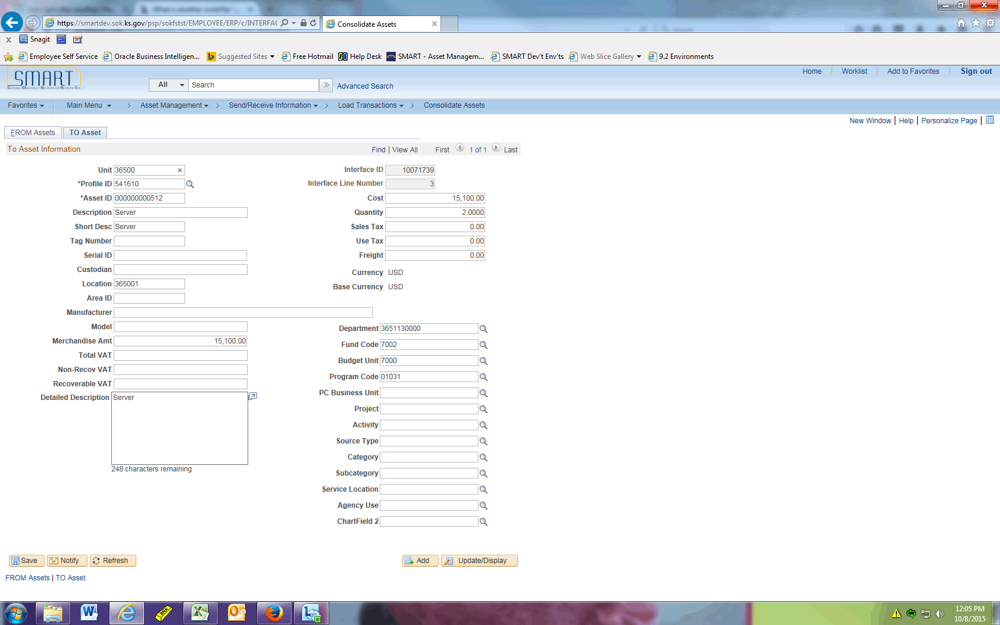 https://smartdev.sok.ks.gov/psp/sokfstst/EMPLOYEE/ERP/c/INTERFAC
Consolidate Assets
Snagit
Employee Self Service
Oracle Business Intelligen...
Suggested Sites
Free Hotmail
Help Desk
SMART - Asset Managem...
SMART Dev't Env'ts
Web Slice Gallery
9.2 Environments
SMART
Home
Worklist
Add to Favorites
Sign out
All
Search
Advanced Search
Favorites
Main Menu > Asset Management > Send/Receive Information > Load Transactions > Consolidate Assets
New Window | Help | Personalize Page |
FROM Assets
TO Asset
To Asset Information
Find | View All
First 1 of 1 Last
Unit 36500
Interface ID 10071739
*Profile ID 541610
Interface Line Number 3
*Asset ID 000000000512
Cost 15,100.00
Description Server
Quantity 2.0000
Short Desc Server
Sales Tax 0.00
Tag Number
Use Tax 0.00
Serial ID
Freight 0.00
Custodian
Currency USD
Location 365001
Base Currency USD
Area ID
Manufacturer
Model
Department 3651130000
Merchandise Amt 15,100.00
Fund Code 7002
Total VAT
Budget Unit 7000
Non-Recov VAT
Program Code 01031
Recoverable VAT
PC Business Unit
Detailed Description Server
Project
Activity
Source Type
Category
248 characters remaining
Subcategory
Service Location
Agency Use
ChartField 2
Save
Notify
Refresh
Add
Update/Display
FROM Assets | TO Asset
12:05 PM
10/8/2015